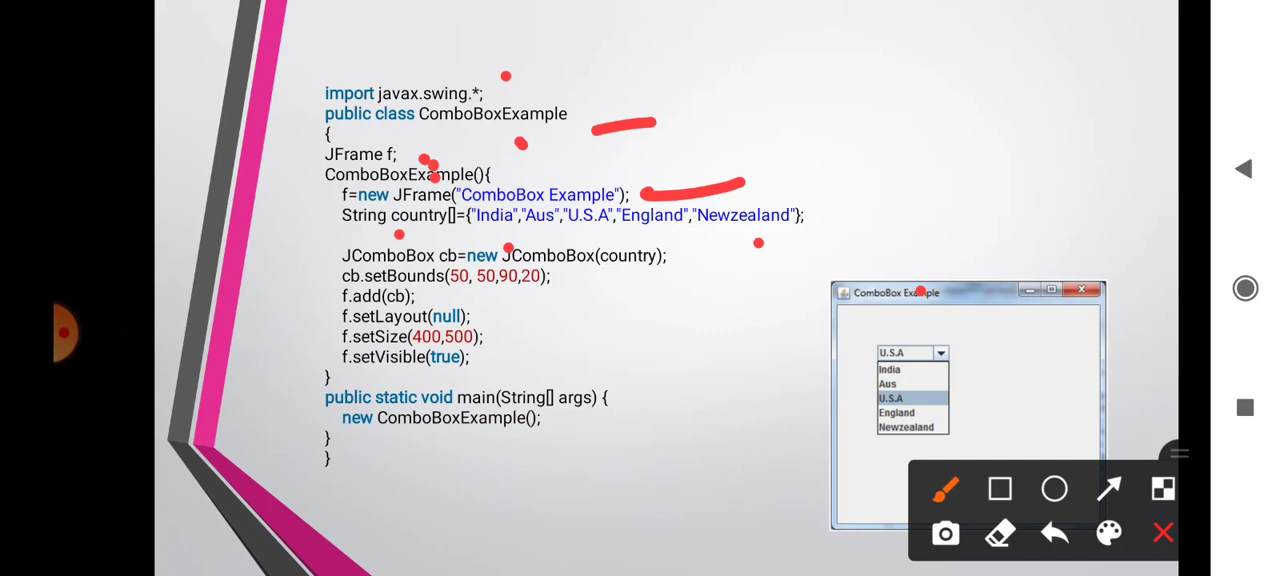 import javax.swing.*;
public class ComboBoxExample
{
JFrame f;
ComboBoxExample(){
f=new JFrame("ComboBox Example");
String country[]={"India","Aus","U.S.A","England","Newzealand"};
JComboBox cb=new JComboBox(country);
cb.setBounds(50, 50,90,20);
f.add(cb);
f.setLayout(null);
f.setSize(400,500);
f.setVisible(true);
}
public static void main(String[] args) {
new ComboBoxExample();
}
}
ComboBox Example
U.S.A
India
Aus
U.S.A
England
Newzealand